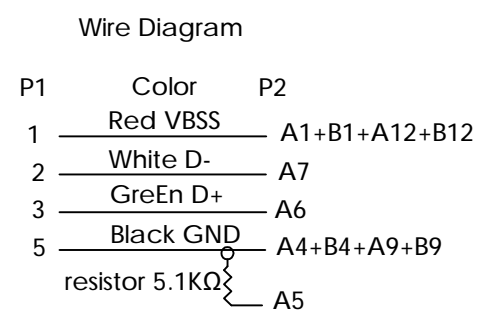 Wire Diagram
P1 Color P2
1 Red VBSS A1+B1+A12+B12
2 White D- A7
3 GreEn D+ A6
5 Black GND A4+B4+A9+B9
resistor 5.1KΩ
A5